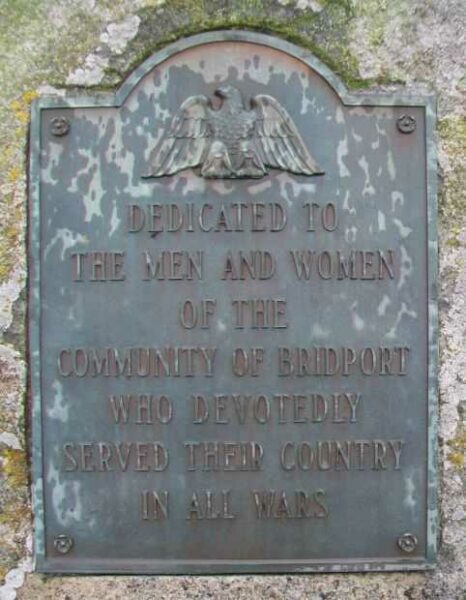 DEDICATED TO
THE MEN AND WOMEN
OF THE
COMMUNITY OF BRIDPORT
WHO DEVOTEDLY
SERVED THEIR COUNTRY
IN ALL WARS